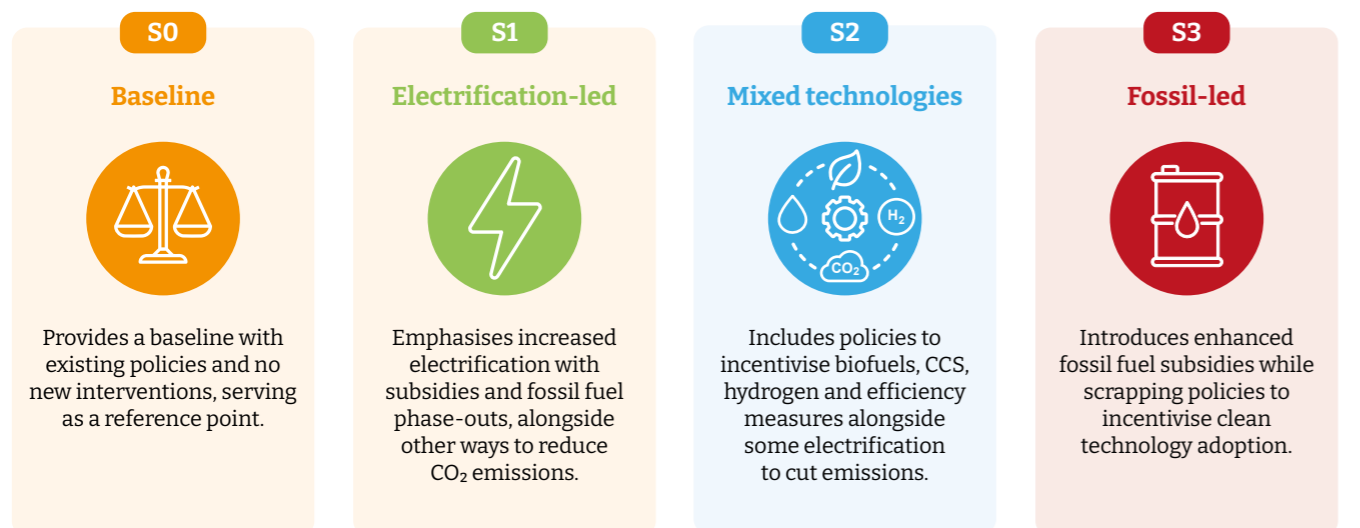 S0
Baseline
Provides a baseline with
existing policies and no
new interventions, serving
as a reference point.
S1
Electrification-led
Emphasises increased
electrification with
subsidies and fossil fuel
phase-outs, alongside
other ways to reduce
CO₂ emissions.
S2
Mixed technologies
H₂
CO₂
Includes policies to
incentivise biofuels, CCS,
hydrogen and efficiency
measures alongside
some electrification
to cut emissions.
S3
Fossil-led
Introduces enhanced
fossil fuel subsidies while
scrapping policies to
incentivise clean
technology adoption.